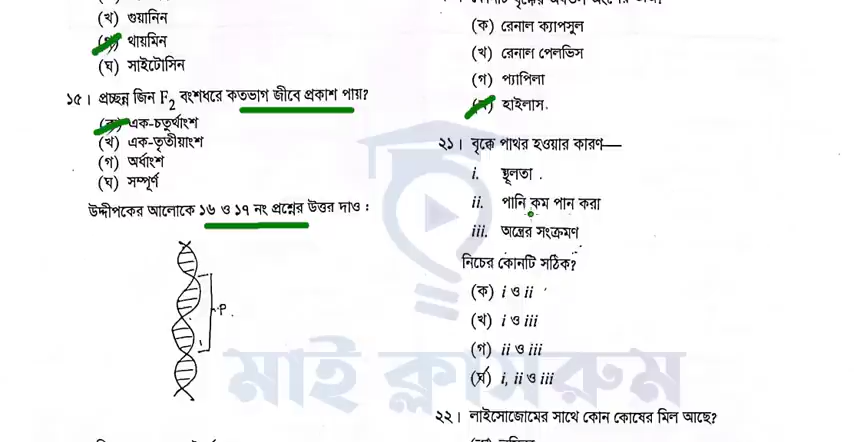 (খ) গুয়ানিন
থায়মিন
(ঘ) সাইটোসিন
১৫। প্রচ্ছন্ন জিন F2 বংশধরে কতভাগ জীবে প্রকাশ পায়?
(ক) এক-চতুর্থাংশ
(খ) এক-তৃতীয়াংশ
(গ) অর্ধাংশ
(ঘ) সম্পূর্ণ
উদ্দীপকের আলোকে ১৬ ও ১৭ নং প্রশ্নের উত্তর দাও :
P.
(ক) রেনাল ক্যাপসুল
(খ) রেনাল পেলভিস
(গ) প্যাপিলা
হাইলাস.
২১। বৃক্কে পাথর হওয়ার কারণ—
i. স্থূলতা .
ii. পানি কম পান করা
iii. অন্ত্রের সংক্রমণ
নিচের কোনটি সঠিক?
(ক) i ও ii
(খ) i ও iii
(গ) ii ও iii
(ঘ) i, ii ও iii
২২। লাইসোজোমের সাথে কোন কোষের মিল আছে?
মাই ক্লাসরুম